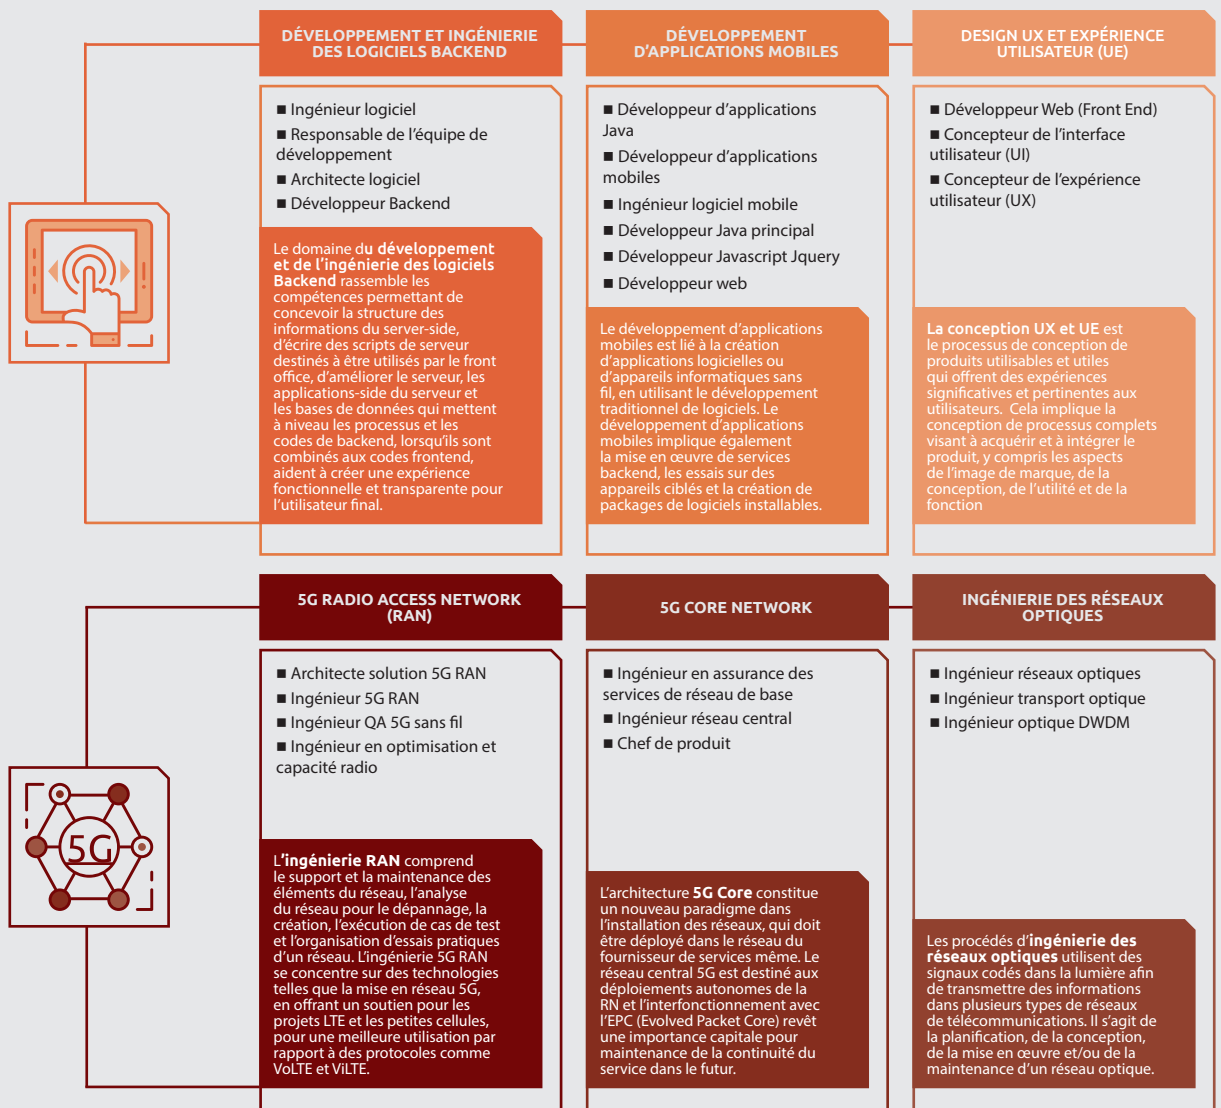 DÉVELOPPEMENT ET INGÉNIERIE
DES LOGICIELS BACKEND
■ Ingénieur logiciel
■ Responsable de l'équipe de
développement
■ Architecte logiciel
■ Développeur Backend
Le domaine du développement
et de l'ingénierie des logiciels
Backend rassemble les
compétences permettant de
concevoir la structure des
informations du server-side,
d'écrire des scripts de serveur
destinés à être utilisés par le front
office, d'améliorer le serveur, les
applications-side du serveur et
les bases de données qui mettent
à niveau les processus et les
codes de backend, lorsqu'ils sont
combinés aux codes frontend,
aident à créer une expérience
fonctionnelle et transparente pour
l'utilisateur final.
DÉVELOPPEMENT
D'APPLICATIONS MOBILES
■ Développeur d'applications
Java
■ Développeur d'applications
mobiles
■ Ingénieur logiciel mobile
■ Développeur Java principal
■ Développeur Javascript Jquery
■ Développeur web
Le développement d'applications
mobiles est lié à la création
d'applications logicielles ou
d'appareils informatiques sans
fil, en utilisant le développement
traditionnel de logiciels. Le
développement d'applications
mobiles implique également
la mise en œuvre de services
backend, les essais sur des
appareils ciblés et la création de
packages de logiciels installables.
DESIGN UX ET EXPÉRIENCE
UTILISATEUR (UE)
■ Développeur Web (Front End)
■ Concepteur de l'interface
utilisateur (UI)
■ Concepteur de l'expérience
utilisateur (UX)
La conception UX et UE est
le processus de conception de
produits utilisables et utiles
qui offrent des expériences
significatives et pertinentes aux
utilisateurs. Cela implique la
conception de processus complets
visant à acquérir et à intégrer le
produit, y compris les aspects
de l'image de marque, de la
conception, de l'utilité et de la
fonction
5G
5G RADIO ACCESS NETWORK
(RAN)
■ Architecte solution 5G RAN
■ Ingénieur 5G RAN
■ Ingénieur QA 5G sans fil
■ Ingénieur en optimisation et
capacité radio
L'ingénierie RAN comprend
le support et la maintenance des
éléments du réseau, l'analyse
du réseau pour le dépannage, la
création, l'exécution de cas de test
et l'organisation d'essais pratiques
d'un réseau. L'ingénierie 5G RAN
se concentre sur des technologies
telles que la mise en réseau 5G,
en offrant un soutien pour les
projets LTE et les petites cellules,
pour une meilleure utilisation par
rapport à des protocoles comme
VoLTE et ViLTE.
5G CORE NETWORK
■ Ingénieur en assurance des
services de réseau de base
■ Ingénieur réseau central
■ Chef de produit
L'architecture 5G Core constitue
un nouveau paradigme dans
l'installation des réseaux, qui doit
être déployé dans le réseau du
fournisseur de services même. Le
réseau central 5G est destiné aux
déploiements autonomes de la
RN et l'interfonctionnement avec
l'EPC (Evolved Packet Core) revêt
une importance capitale pour
maintenance de la continuité du
service dans le futur.
INGÉNIERIE DES RÉSEAUX
OPTIQUES
■ Ingénieur réseaux optiques
■ Ingénieur transport optique
■ Ingénieur optique DWDM
Les procédés d'ingénierie des
réseaux optiques utilisent des
signaux codés dans la lumière afin
de transmettre des informations
dans plusieurs types de réseaux
de télécommunications. Il s'agit de
la planification, de la conception,
de la mise en œuvre et/ou de la
maintenance d'un réseau optique.